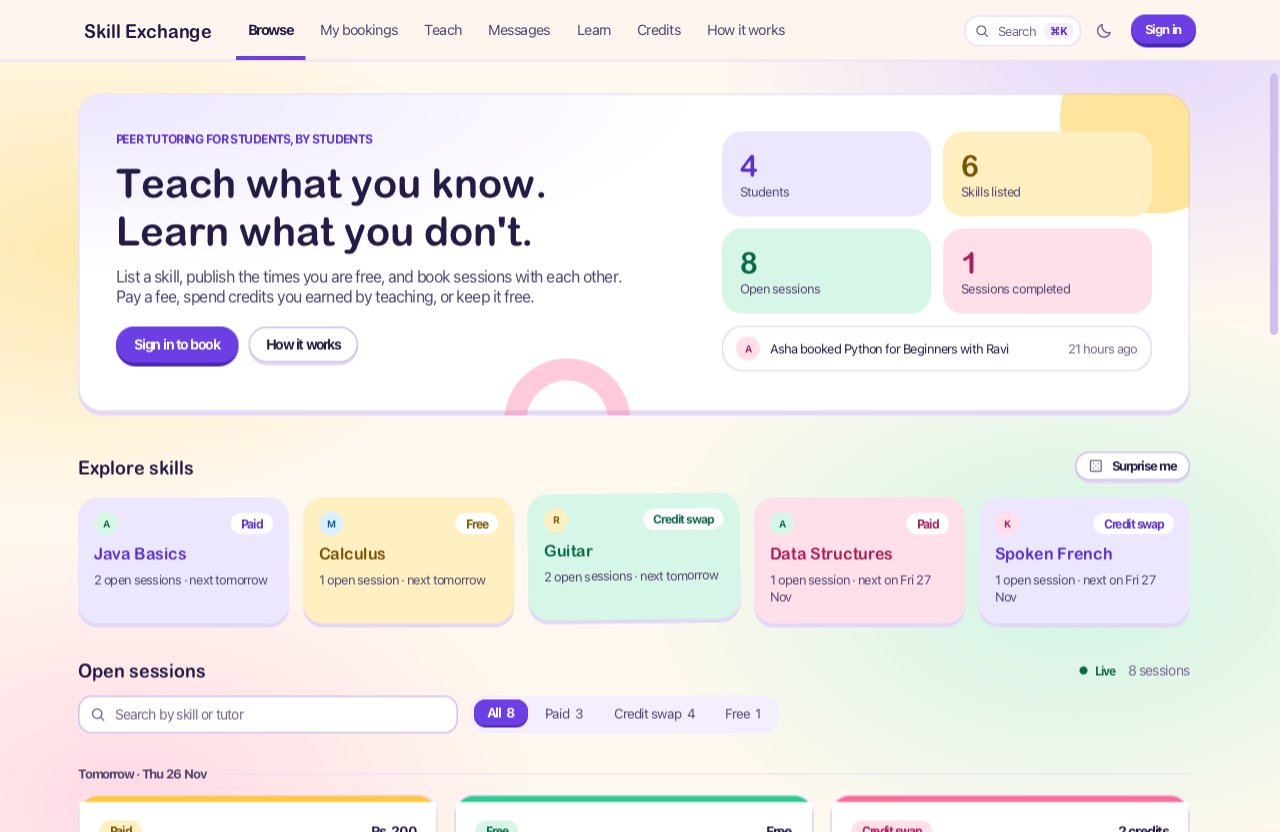 Skill Exchange
Browse
My bookings
Teach
Messages
Learn
Credits
How it works
Search ⌘K
Sign in
PEER TUTORING FOR STUDENTS, BY STUDENTS
Teach what you know.
Learn what you don't.
List a skill, publish the times you are free, and book sessions with each other.
Pay a fee, spend credits you earned by teaching, or keep it free.
Sign in to book
How it works
4
Students
6
Skills listed
8
Open sessions
1
Sessions completed
A Asha booked Python for Beginners with Ravi 21 hours ago
Explore skills
Surprise me
A Paid
Java Basics
2 open sessions · next tomorrow
M Free
Calculus
1 open session · next tomorrow
R Credit swap
Guitar
2 open sessions · next tomorrow
A Paid
Data Structures
1 open session · next on Fri 27
Nov
K Credit swap
Spoken French
1 open session · next on Fri 27
Nov
Open sessions
Live 8 sessions
Search by skill or tutor
All 8
Paid 3
Credit swap 4
Free 1
Tomorrow · Thu 26 Nov
Paid Rs. 200
Free Free
Credit swap 2 credits